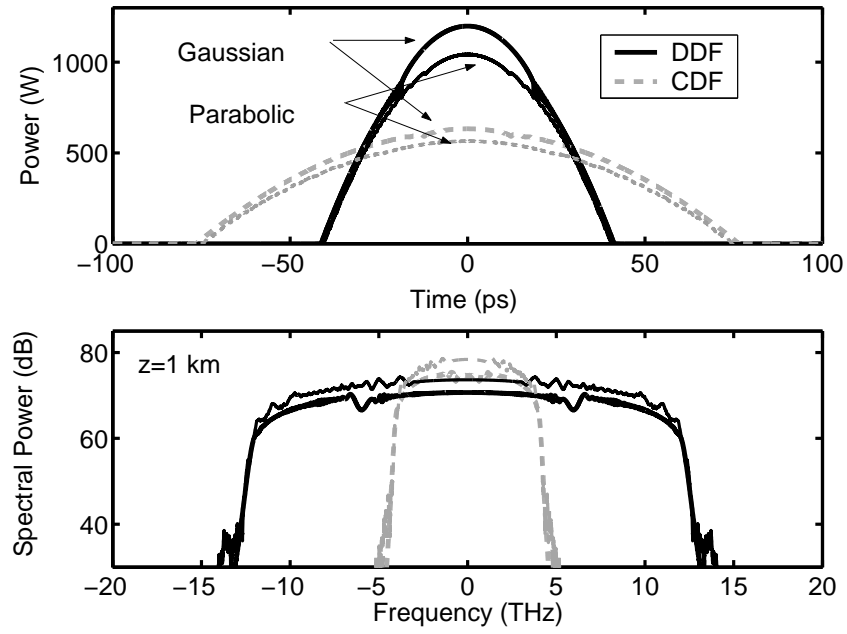 Power (W)
1000
500
0
Gaussian
Parabolic
DDF
CDF
−100
−50
0
50
100
Time (ps)
Spectral Power (dB)
80
60
40
z=1 km
−20
−15
−10
−5
0
5
10
15
20
Frequency (THz)